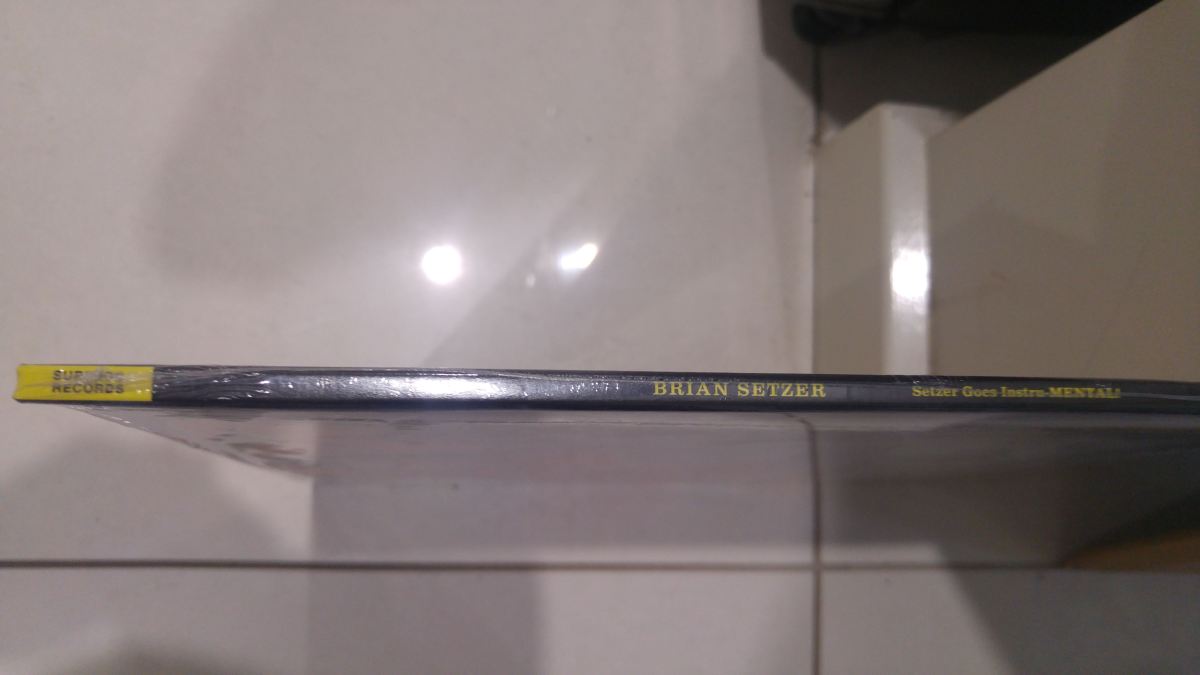 RECORDS
BRIAN SETZER
Setzer Goes Instru-MENTAL!